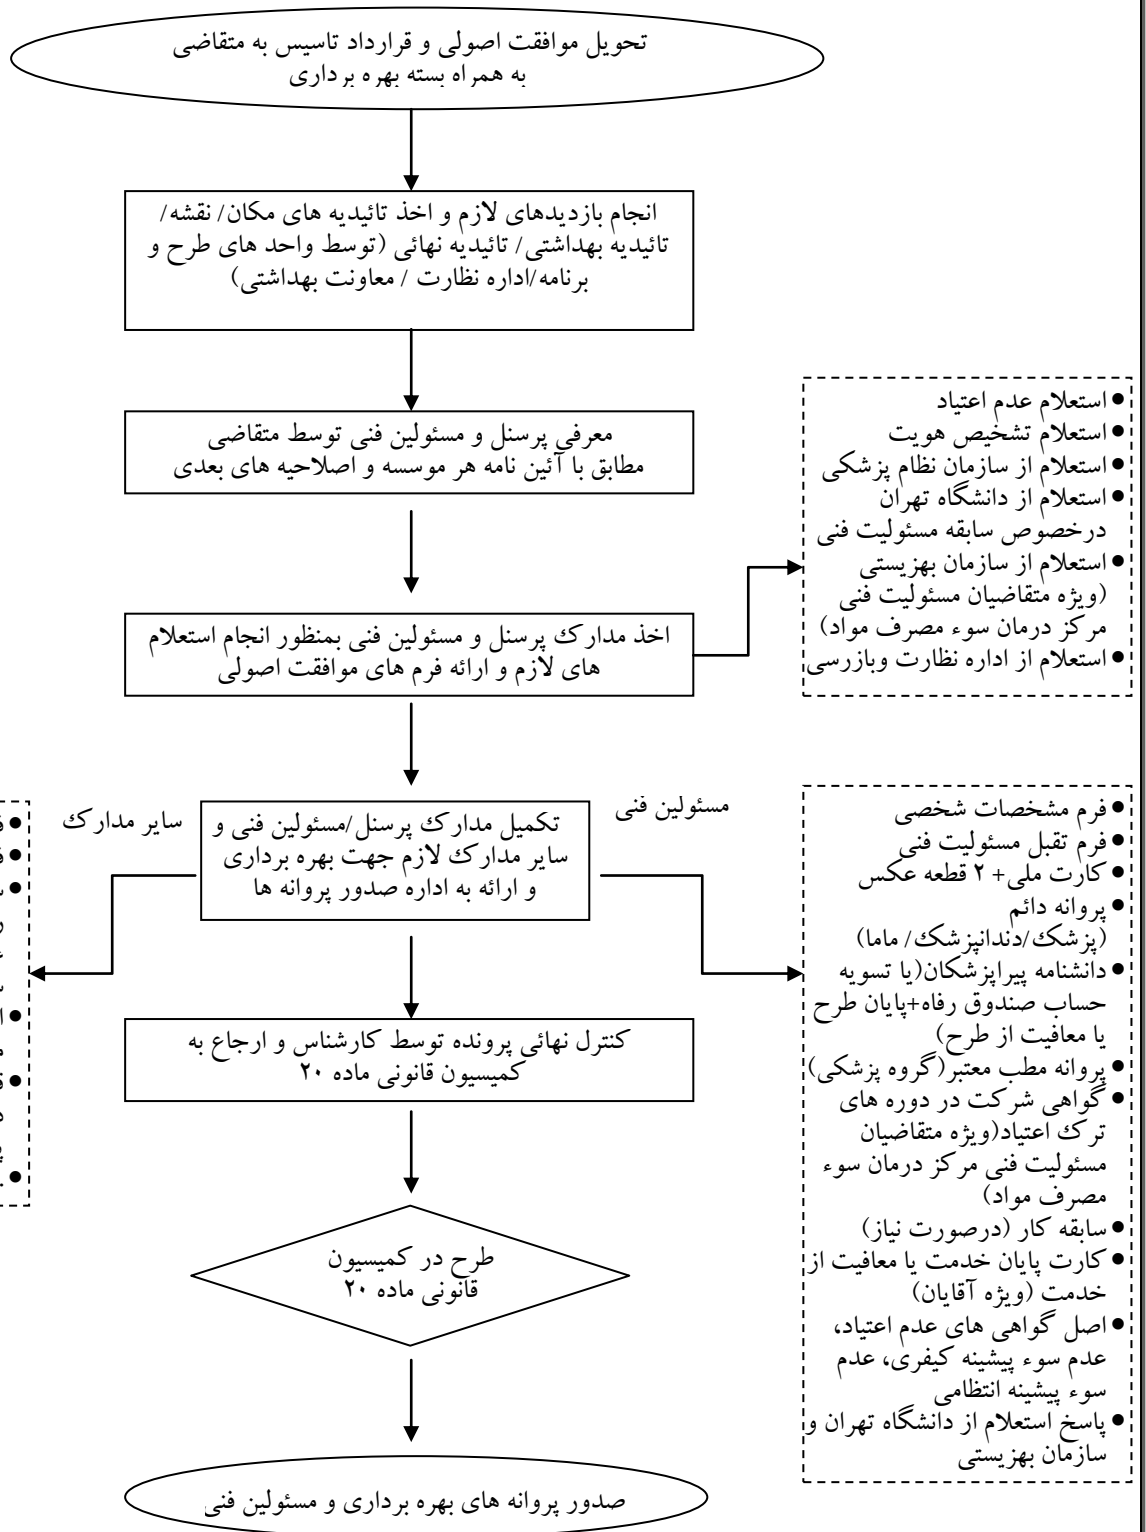 تحویل موافقت اصولی و قرارداد تاسیس به متقاضی
به همراه بسته بهره برداری
انجام بازدیدهای لازم و اخذ تائیدیه های مکان/ نقشه/
تائیدیه بهداشتی/ تائیدیه نهائی (توسط واحد های طرح و
برنامه/اداره نظارت / معاونت بهداشتی)
معرفی پرسنل و مسئولین فنی توسط متقاضی
مطابق با آئین نامه هر موسسه و اصلاحیه های بعدی
اخذ مدارک پرسنل و مسئولین فنی بمنظور انجام استعلام
های لازم و ارائه فرم های موافقت اصولی
● استعلام عدم اعتیاد
● استعلام تشخیص هویت
● استعلام از سازمان نظام پزشکی
● استعلام از دانشگاه تهران
درخصوص سابقه مسئولیت فنی
● استعلام از سازمان بهزیستی
(ویژه متقاضیان مسئولیت فنی
مرکز درمان سوء مصرف مواد)
● استعلام از اداره نظارت وبازرسی
مسئولین فنی
تکمیل مدارک پرسنل/مسئولین فنی و
سایر مدارک لازم جهت بهره برداری
و ارائه به اداره صدور پروانه ها
سایر مدارک
● فرم مشخصات شخصی
● فرم تقبل مسئولیت فنی
● کارت ملی+ ۲ قطعه عکس
● پروانه دائم
(پزشک/دندانپزشک/ ماما)
● دانشنامه پیراپزشکان(یا تسویه
حساب صندوق رفاه+پایان طرح
یا معافیت از طرح)
● پروانه مطب معتبر(گروه پزشکی)
● گواهی شرکت در دوره های
ترک اعتیاد(ویژه متقاضیان
مسئولیت فنی مرکز درمان سوء
مصرف مواد)
● سابقه کار (درصورت نیاز)
● کارت پایان خدمت یا معافیت از
خدمت (ویژه آقایان)
● اصل گواهی های عدم اعتیاد،
عدم سوء پیشینه کیفری، عدم
سوء پیشینه انتظامی
● پاسخ استعلام از دانشگاه تهران و
سازمان بهزیستی
کنترل نهائی پرونده توسط کارشناس و ارجاع به
کمیسیون قانونی ماده ۲۰
طرح در کمیسیون
قانونی ماده ۲۰
صدور پروانه های بهره برداری و مسئولین فنی